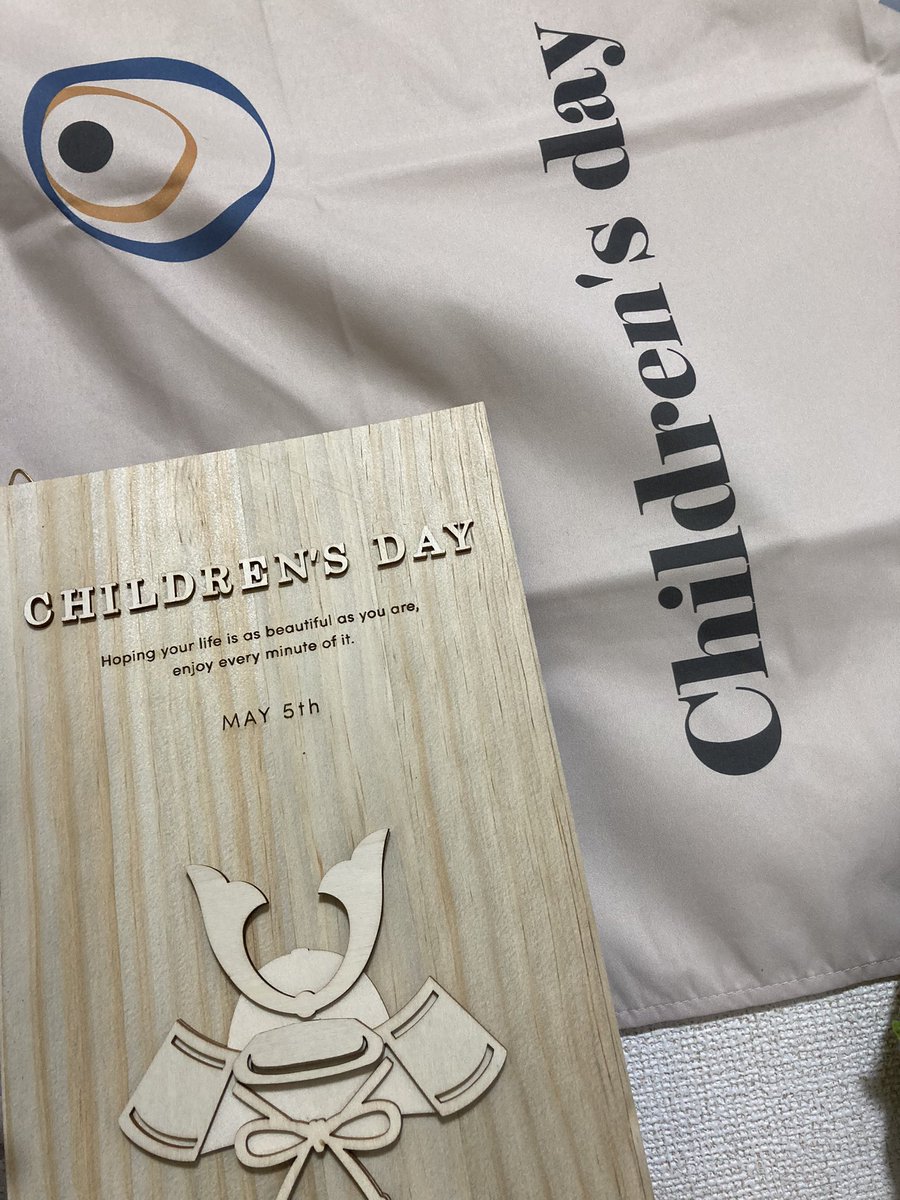 Children's day
CHILDREN'S DAY
Hoping your life is as beautiful as you are,
enjoy every minute of it.
MAY 5th